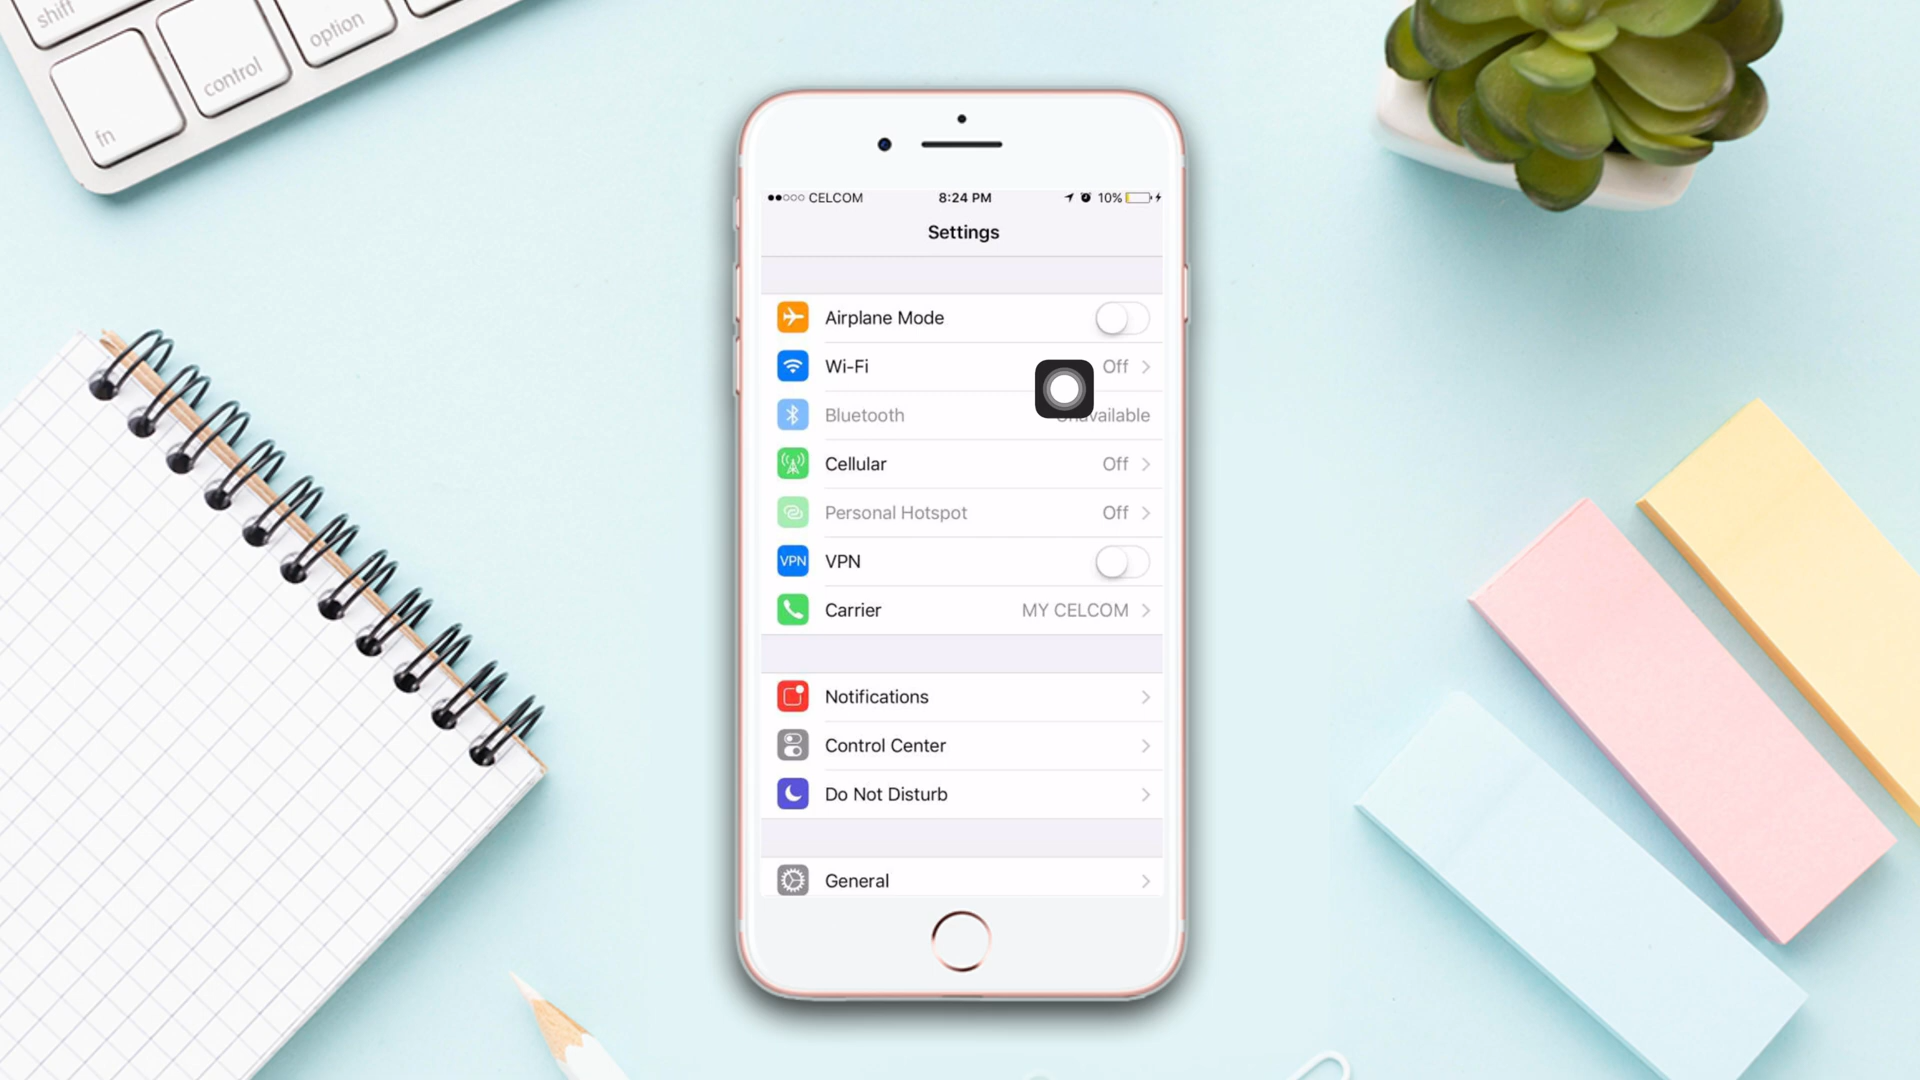 shift
option
control
fn
CELCOM 8:24 PM 10%
Settings
Airplane Mode
Wi-Fi Off
Bluetooth Unavailable
Cellular Off
Personal Hotspot Off
VPN VPN
Carrier MY CELCOM
Notifications
Control Center
Do Not Disturb
General